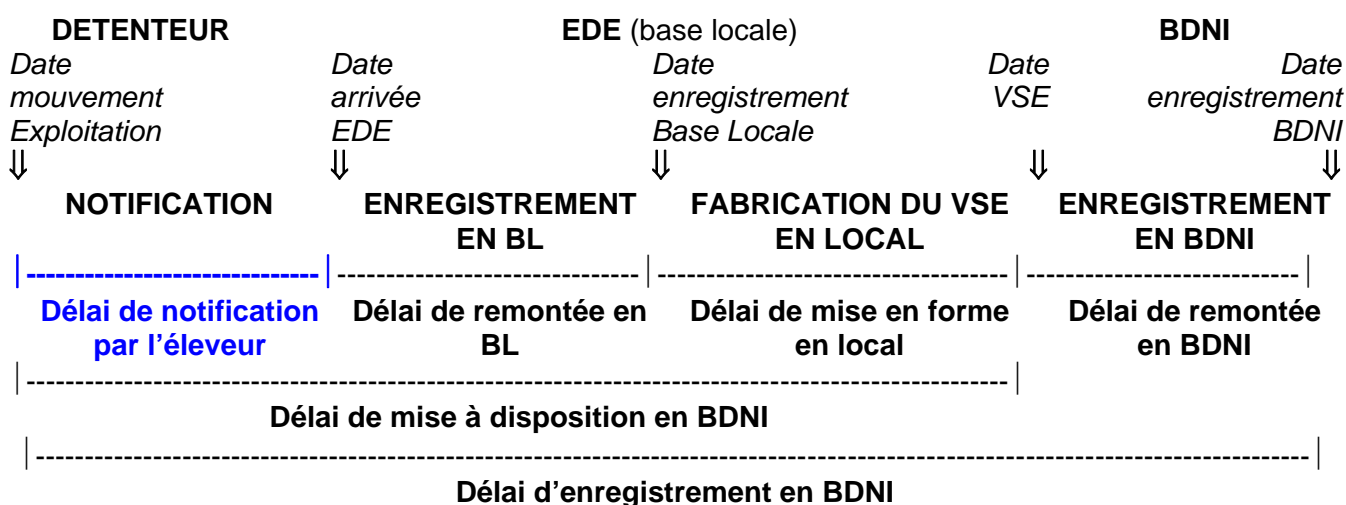 DETENTEUR EDE (base locale) BDNI
Date Date Date Date Date
mouvement arrivée enregistrement VSE enregistrement
Exploitation EDE Base Locale BDNI
⇓ ⇓ ⇓ ⇓ ⇓
NOTIFICATION ENREGISTREMENT FABRICATION DU VSE ENREGISTREMENT
EN BL EN LOCAL EN BDNI
|------------------------------|-------------------------------|------------------------------------|----------------------------|
Délai de notification Délai de remontée en Délai de mise en forme Délai de remontée
par l’éleveur BL en local en BDNI
|----------------------------------------------------------------------------------------------------|
Délai de mise à disposition en BDNI
|----------------------------------------------------------------------------------------------------------------------------------|
Délai d’enregistrement en BDNI